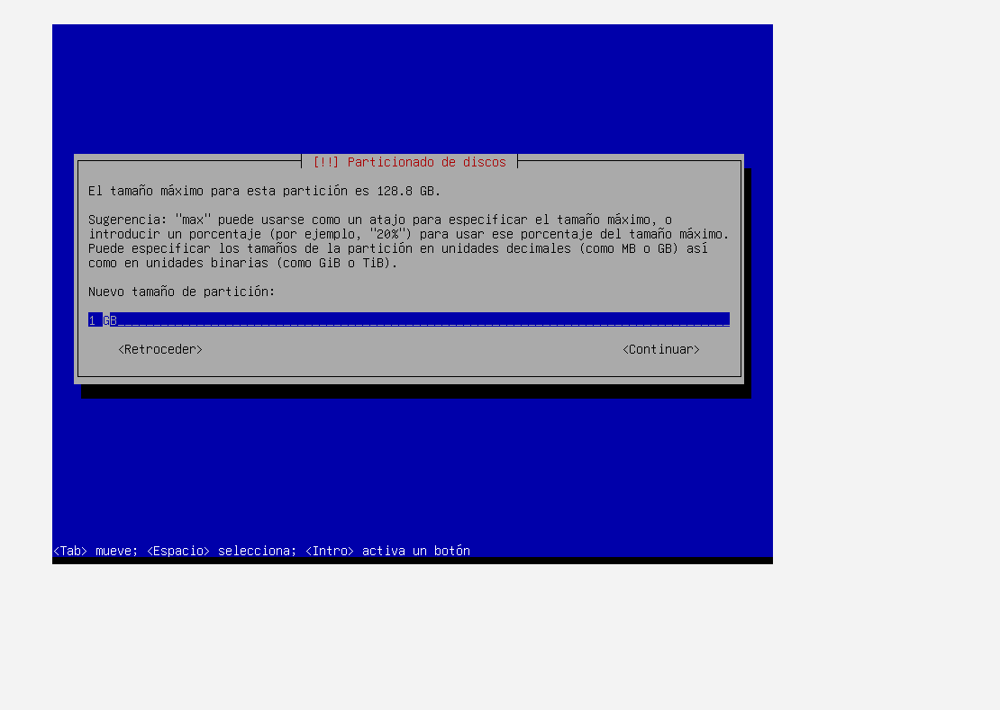 [!!] Particionado de discos
El tamaño máximo para esta partición es 128.8 GB.
Sugerencia: "max" puede usarse como un atajo para especificar el tamaño máximo, o
introducir un porcentaje (por ejemplo, "20%") para usar ese porcentaje del tamaño máximo.
Puede especificar los tamaños de la partición en unidades decimales (como MB o GB) así
como en unidades binarias (como GiB o TiB).
Nuevo tamaño de partición:
1 GB
<Retroceder> <Continuar>
<Tab> mueve; <Espacio> selecciona; <Intro> activa un botón